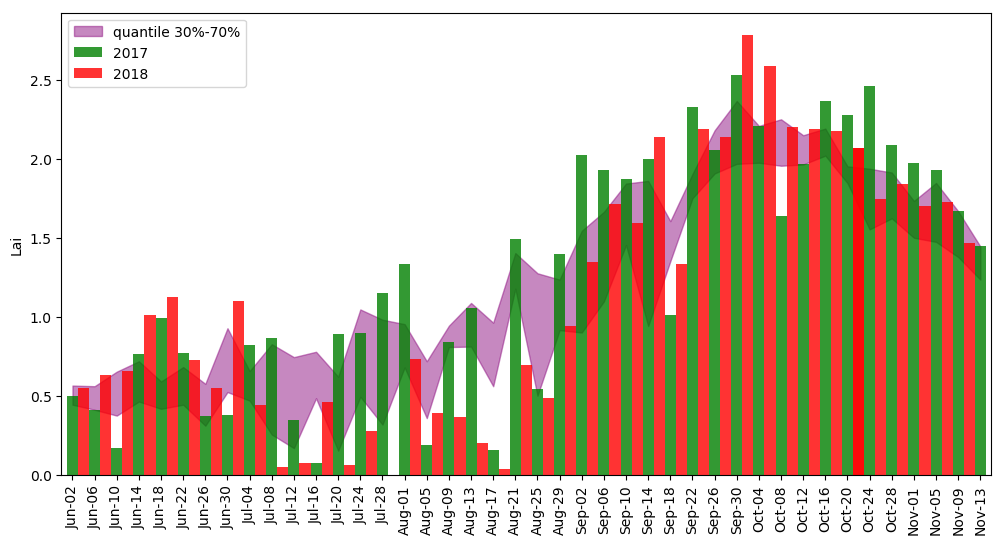 quantile 30%-70%
2017
2018
Lai
2.5
2.0
1.5
1.0
0.5
0.0
Jun-02
Jun-06
Jun-10
Jun-14
Jun-18
Jun-22
Jun-26
Jun-30
Jul-04
Jul-08
Jul-12
Jul-16
Jul-20
Jul-24
Jul-28
Aug-01
Aug-05
Aug-09
Aug-13
Aug-17
Aug-21
Aug-25
Aug-29
Sep-02
Sep-06
Sep-10
Sep-14
Sep-18
Sep-22
Sep-26
Sep-30
Oct-04
Oct-08
Oct-12
Oct-16
Oct-20
Oct-24
Oct-28
Nov-01
Nov-05
Nov-09
Nov-13